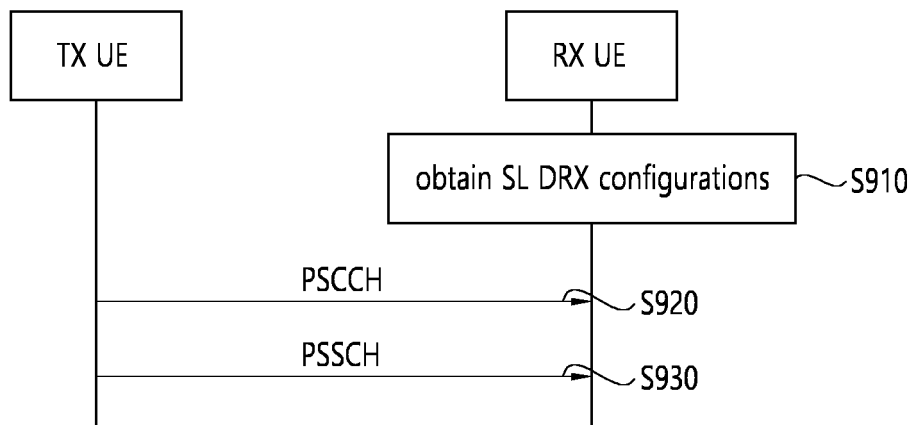 TX UE
RX UE
obtain SL DRX configurations
S910
PSCCH
S920
PSSCH
S930